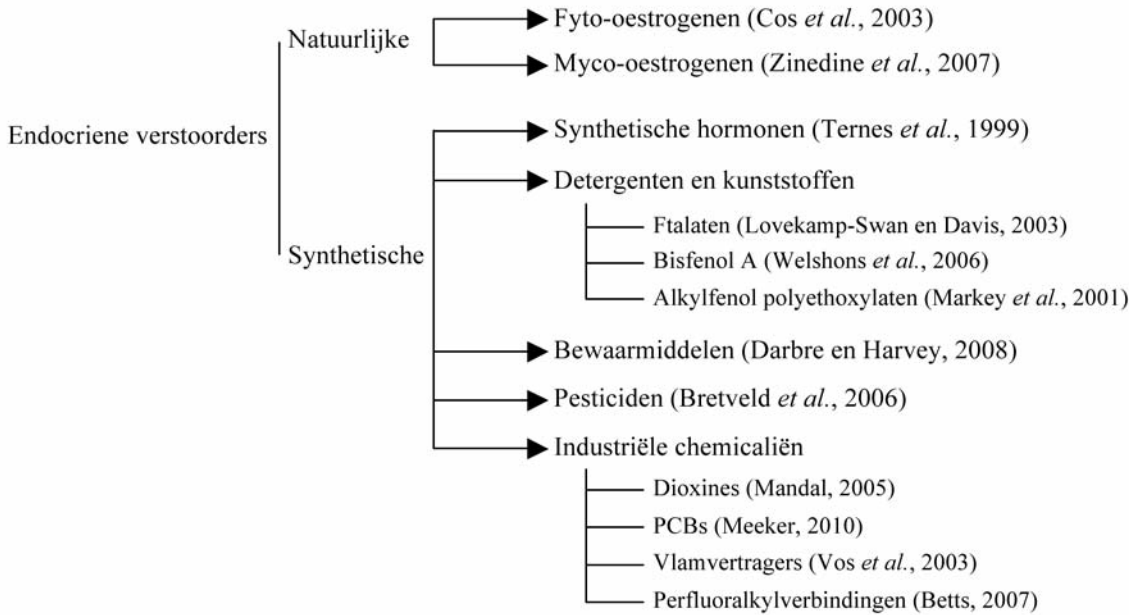 Fyto-oestrogenen (Cos et al., 2003)
Natuurlijke
Myco-oestrogenen (Zinedine et al., 2007)
Endocriene verstoorders
Synthetische hormonen (Ternes et al., 1999)
Detergenten en kunststoffen
Ftalaten (Lovekamp-Swan en Davis, 2003)
Synthetische
Bisfenol A (Welshons et al., 2006)
Alkylfenol polyethoxylaten (Markey et al., 2001)
Bewaarmiddelen (Darbre en Harvey, 2008)
Pesticiden (Bretveld et al., 2006)
Industriële chemicaliën
Dioxines (Mandal, 2005)
PCBs (Meeker, 2010)
Vlamvertragers (Vos et al., 2003)
Perfluoralkylverbindingen (Betts, 2007)